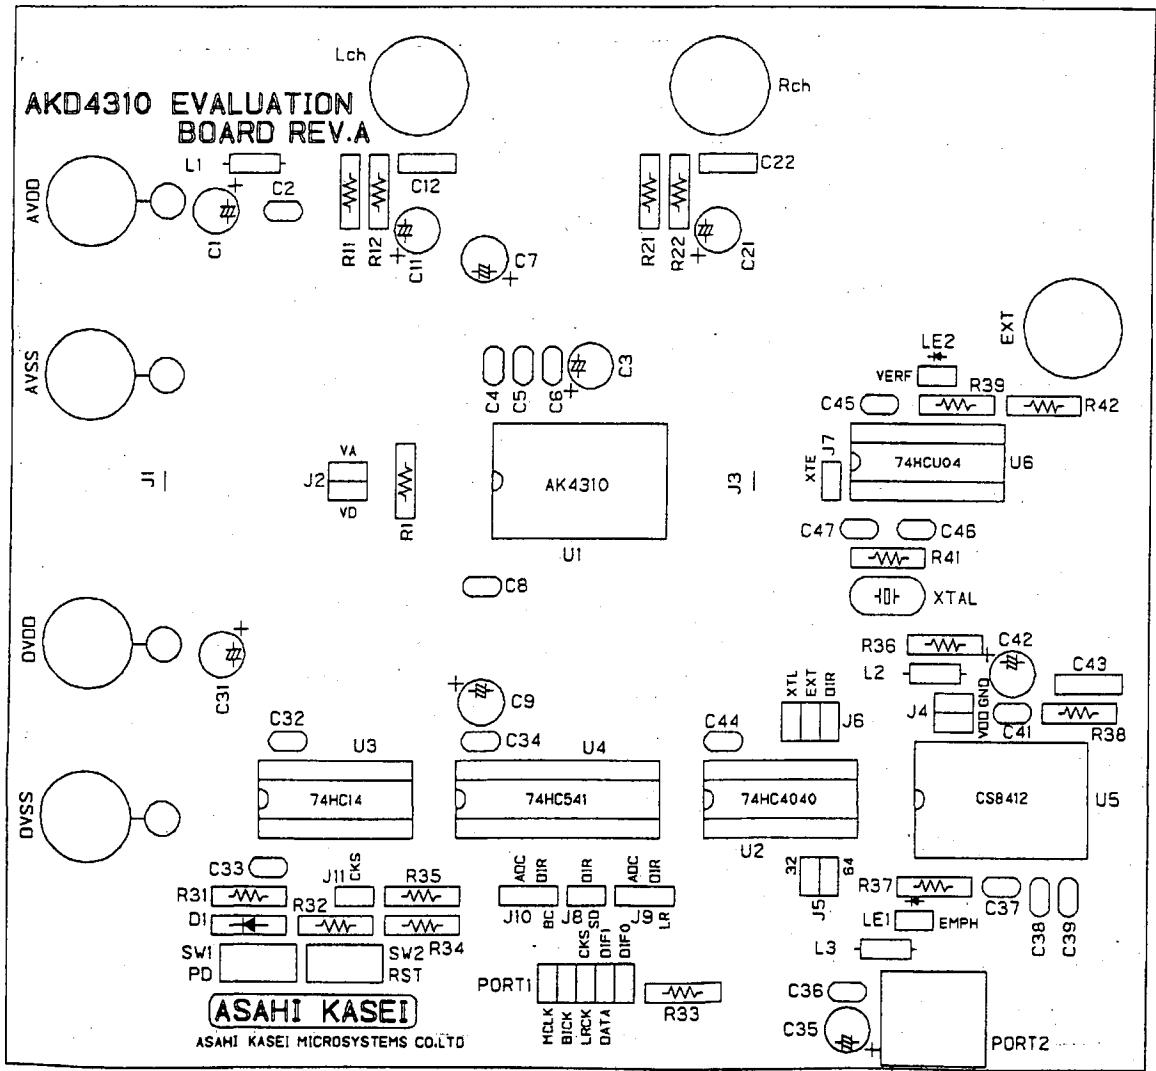 Lch
Rch
AKD4310 EVALUATION
BOARD REV.A
L1
C12
C22
AVDD
C1
C2
R11
R12
C11
C7
R21
R22
C21
EXT
LE2
VERF
AVSS
C4
C5
C6
C3
R39
C45
R42
J1
J2
VA
VD
R1
AK4310
U1
J3
XTE
J7
74HCU04
U6
C47
C46
R41
C8
XTAL
DVDD
C31
R36
C42
L2
C43
C9
XTL
EXT
DIR
J6
J4
VDD
GND
C41
R38
C32
U3
C34
U4
C44
74HC14
74HC541
74HC4040
CS8412
U5
U2
DVSS
C33
J11
CKS
R35
ADC
DIR
DIR
ADC
DIR
32
64
J5
R31
R37
D1
R32
R34
J10
BC
J8
SD
J9
LR
LE1
EMPH
C37
C38
C39
SW1
PD
SW2
RST
CKS
DIF1
DIF0
L3
PORT1
R33
MCLK
BICK
LRCK
DATA
C36
C35
PORT2
ASAHI KASEI
ASAHI KASEI MICROSYSTEMS CO.LTD